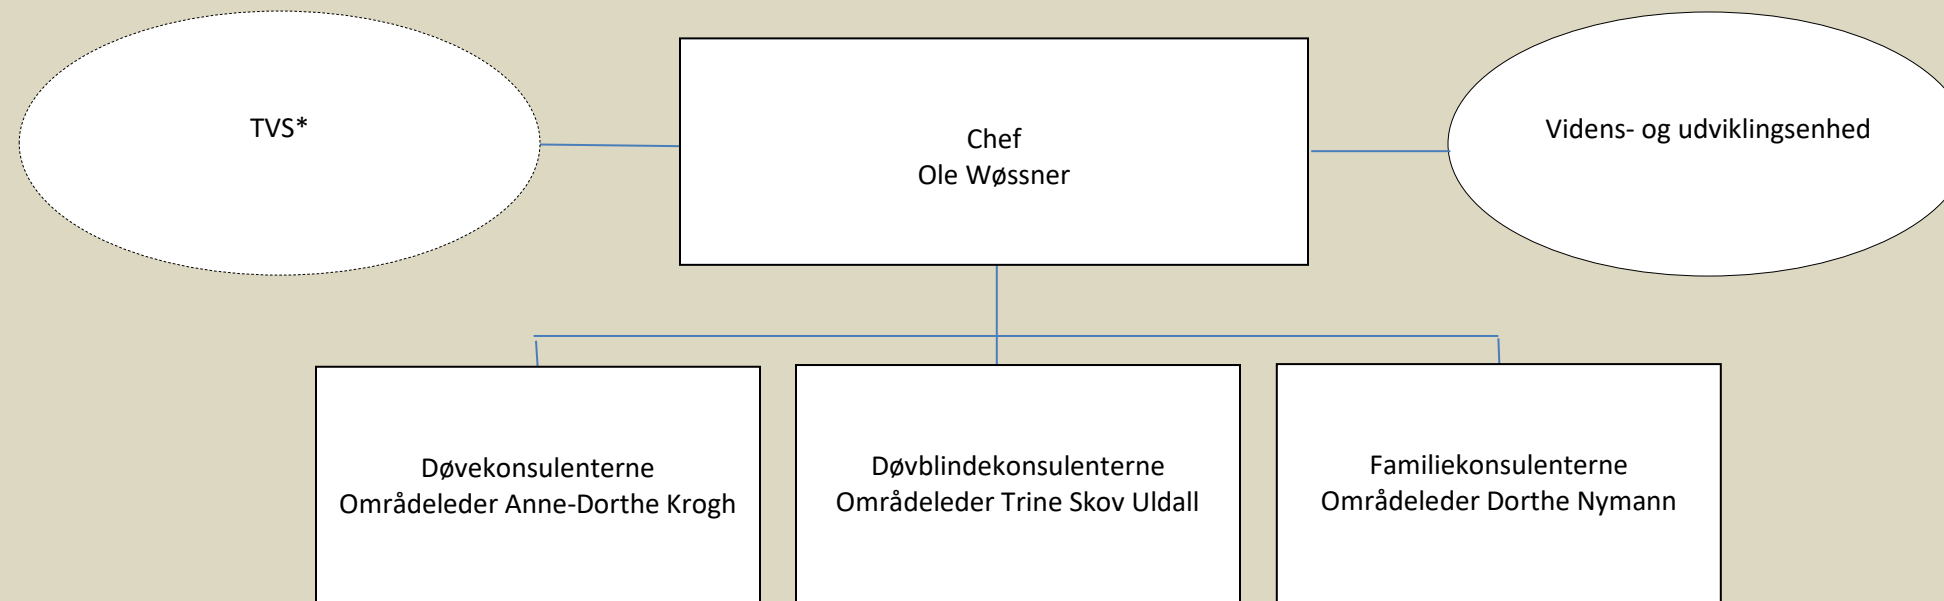 TVS*
Chef
Ole Wøssner
Videns- og udviklingsenhed
Døvekonsulenterne
Områdeleder Anne-Dorthe Krogh
Døvblindekonsulenterne
Områdeleder Trine Skov Uldall
Familiekonsulenterne
Områdeleder Dorthe Nymann